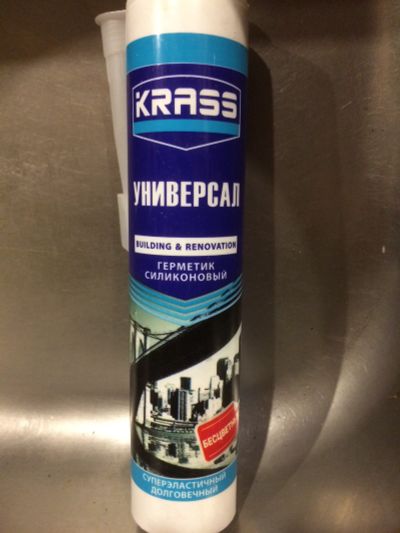 KRASS
УНИВЕРСАЛ
BUILDING & RENOVATION
ГЕРМЕТИК
СИЛИКОНОВЫЙ
СУПЕРЭЛАСТИЧНЫЙ
ДОЛГОВЕЧНЫЙ